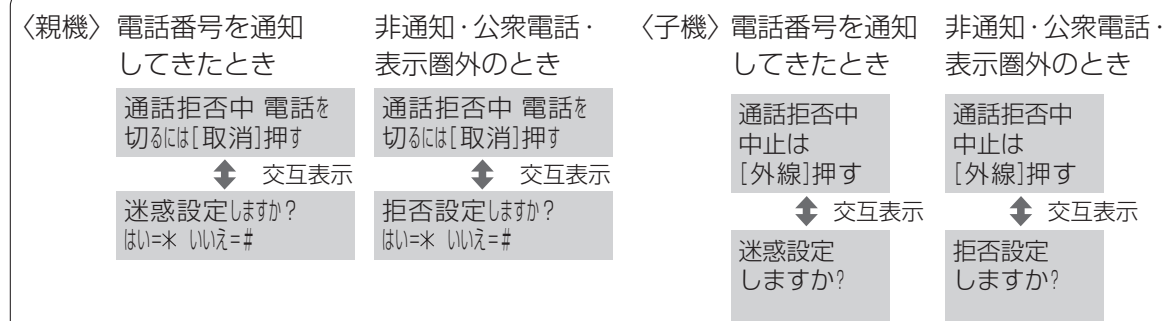 〈親機〉 電話番号を通知
してきたとき
通話拒否中 電話を
切るには[取消]押す
交互表示
迷惑設定しますか?
はい=* いいえ=#
非通知・公衆電話・
表示圏外のとき
通話拒否中 電話を
切るには[取消]押す
交互表示
拒否設定しますか?
はい=* いいえ=#
〈子機〉 電話番号を通知
してきたとき
通話拒否中
中止は
[外線]押す
交互表示
迷惑設定
しますか?
非通知・公衆電話・
表示圏外のとき
通話拒否中
中止は
[外線]押す
交互表示
拒否設定
しますか?